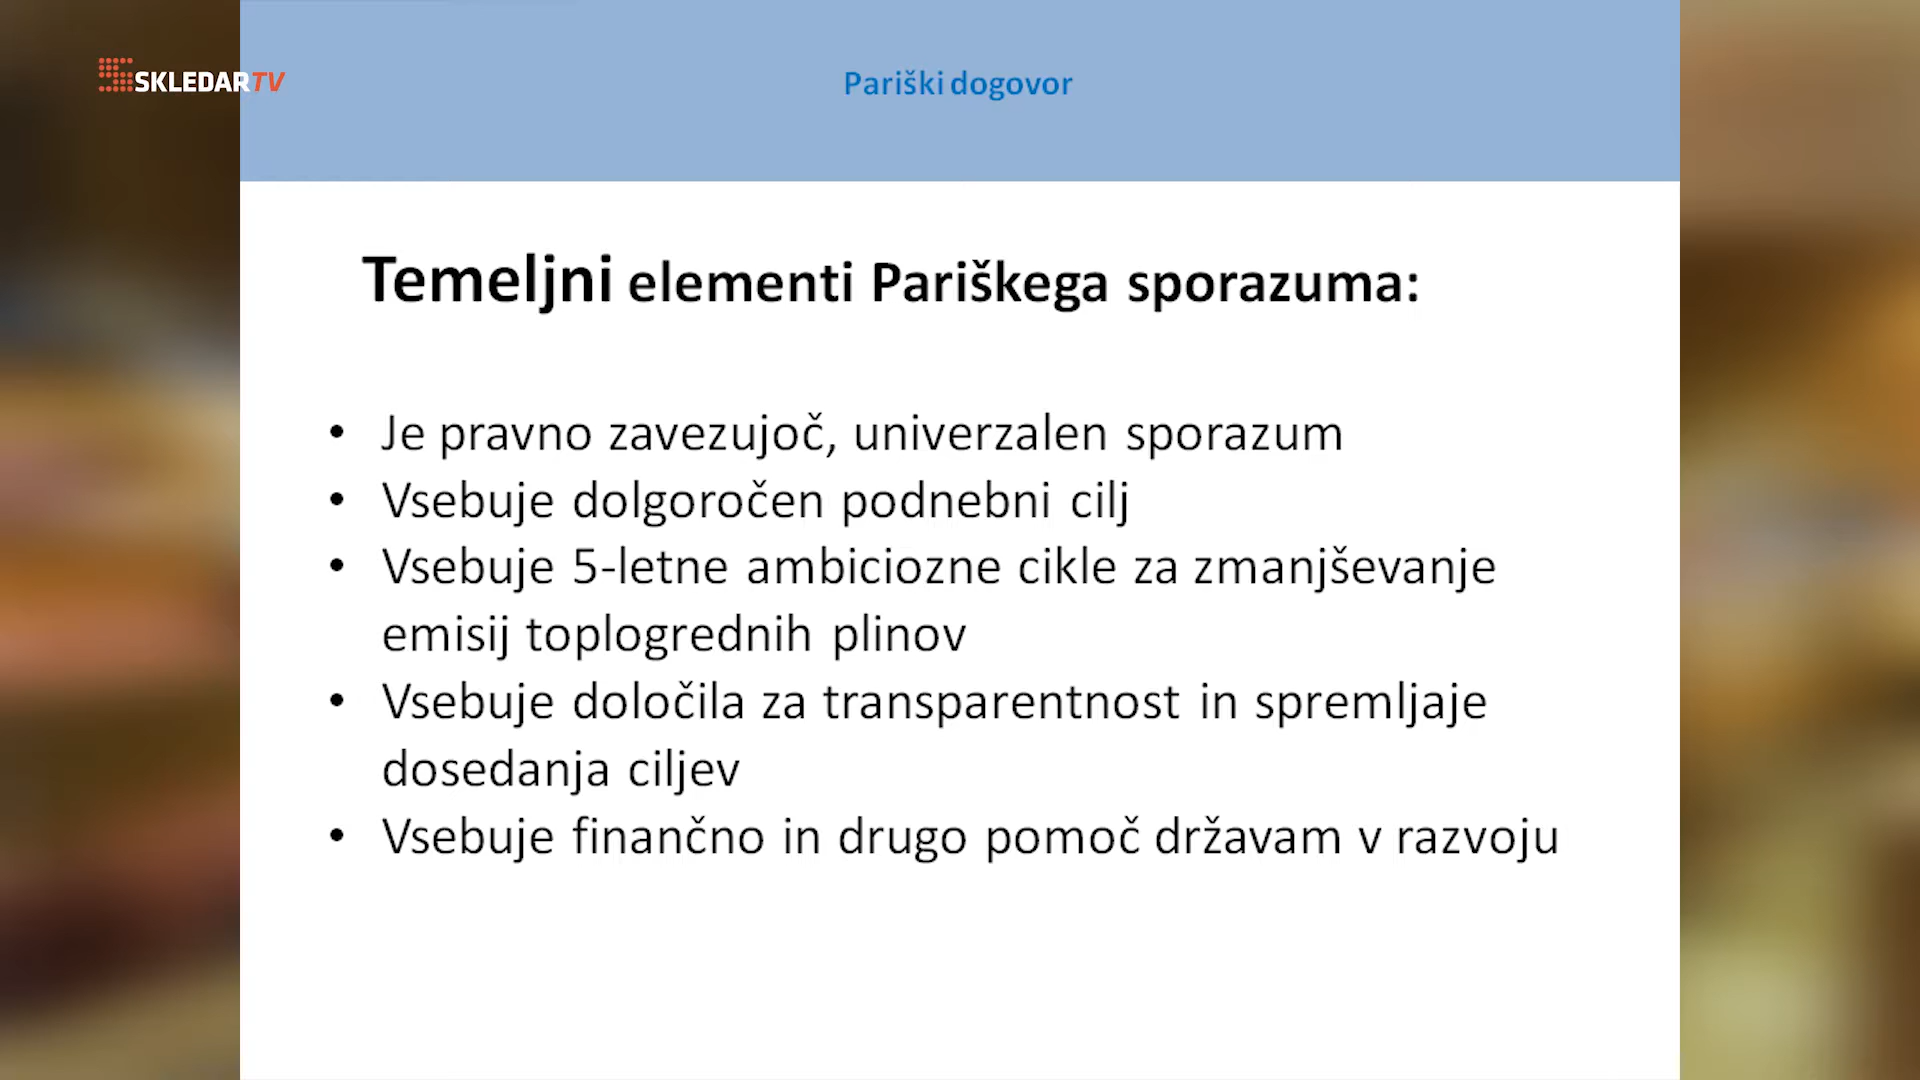 SKLEDARTV
Pariški dogovor
Temeljni elementi Pariškega sporazuma:
• Je pravno zavezujoč, univerzalen sporazum
• Vsebuje dolgoročen podnebni cilj
• Vsebuje 5-letne ambiciozne cikle za zmanjševanje
emisij toplogrednih plinov
• Vsebuje določila za transparentnost in spremljaje
dosedanja ciljev
• Vsebuje finančno in drugo pomoč državam v razvoju